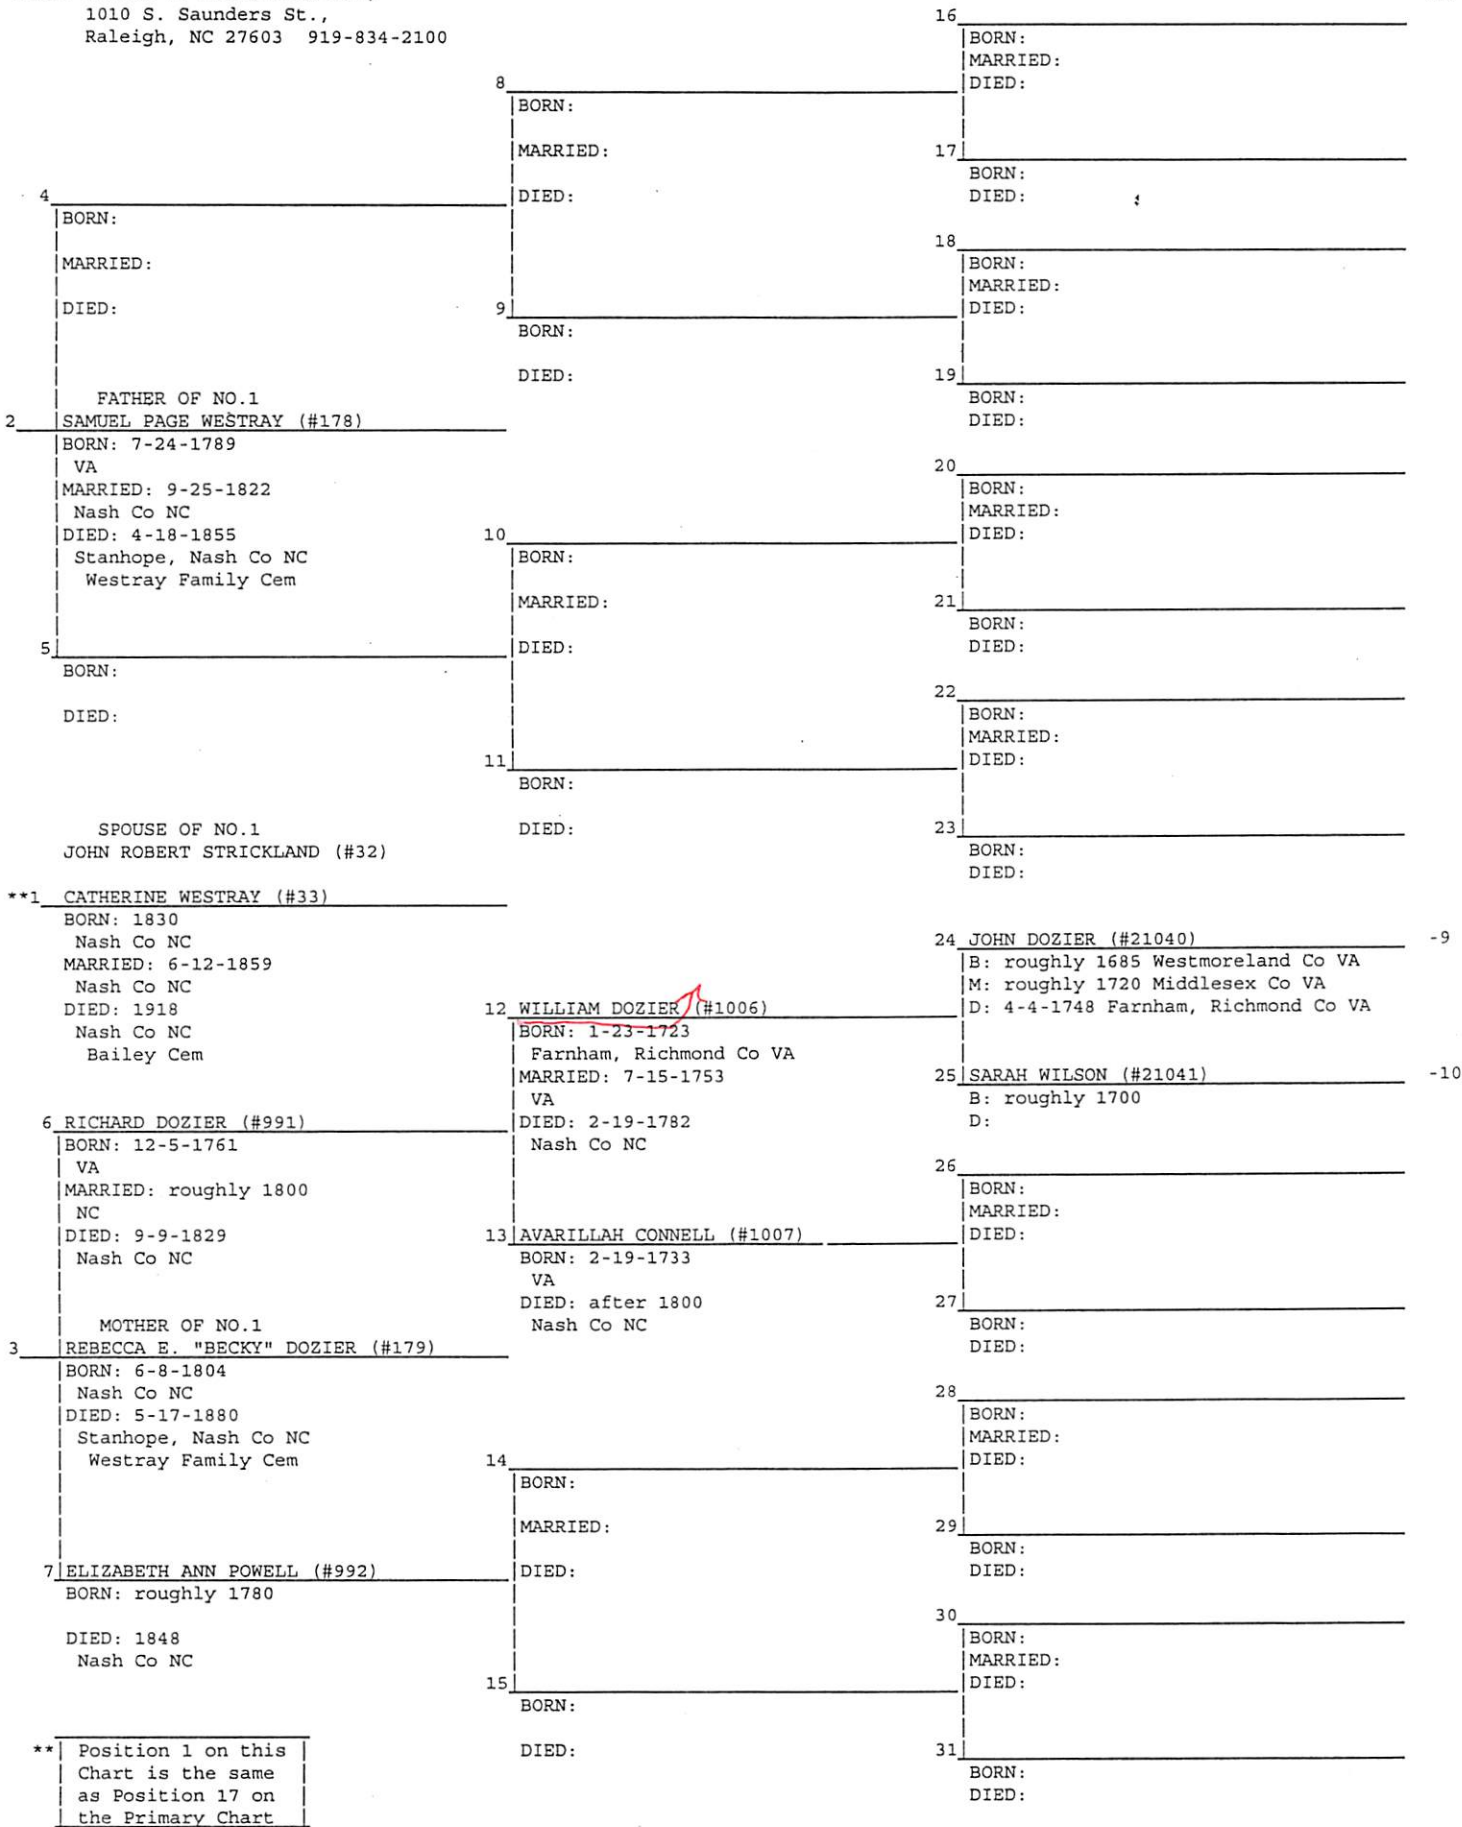 1010 S. Saunders St.,
Raleigh, NC 27603 919-834-2100
4
BORN:
MARRIED:
DIED:
FATHER OF NO.1
2 SAMUEL PAGE WESTRAY (#178)
BORN: 7-24-1789
VA
MARRIED: 9-25-1822
Nash Co NC
DIED: 4-18-1855
Stanhope, Nash Co NC
Westray Family Cem
5
BORN:
DIED:
SPOUSE OF NO.1
JOHN ROBERT STRICKLAND (#32)
**1 CATHERINE WESTRAY (#33)
BORN: 1830
Nash Co NC
MARRIED: 6-12-1859
Nash Co NC
DIED: 1918
Nash Co NC
Bailey Cem
6 RICHARD DOZIER (#991)
BORN: 12-5-1761
VA
MARRIED: roughly 1800
NC
DIED: 9-9-1829
Nash Co NC
MOTHER OF NO.1
3 REBECCA E. "BECKY" DOZIER (#179)
BORN: 6-8-1804
Nash Co NC
DIED: 5-17-1880
Stanhope, Nash Co NC
Westray Family Cem
7 ELIZABETH ANN POWELL (#992)
BORN: roughly 1780
DIED: 1848
Nash Co NC
** Position 1 on this
Chart is the same
as Position 17 on
the Primary Chart
8
BORN:
MARRIED:
DIED:
9
BORN:
DIED:
10
BORN:
MARRIED:
DIED:
11
BORN:
DIED:
12 WILLIAM DOZIER (#1006)
BORN: 1-23-1723
Farnham, Richmond Co VA
MARRIED: 7-15-1753
VA
DIED: 2-19-1782
Nash Co NC
13 AVARILLAH CONNELL (#1007)
BORN: 2-19-1733
VA
DIED: after 1800
Nash Co NC
14
BORN:
MARRIED:
DIED:
15
BORN:
DIED:
16
BORN:
MARRIED:
DIED:
17
BORN:
DIED:
18
BORN:
MARRIED:
DIED:
19
BORN:
DIED:
20
BORN:
MARRIED:
DIED:
21
BORN:
DIED:
22
BORN:
MARRIED:
DIED:
23
BORN:
DIED:
24 JOHN DOZIER (#21040) -9
B: roughly 1685 Westmoreland Co VA
M: roughly 1720 Middlesex Co VA
D: 4-4-1748 Farnham, Richmond Co VA
25 SARAH WILSON (#21041) -10
B: roughly 1700
D:
26
BORN:
MARRIED:
DIED:
27
BORN:
DIED:
28
BORN:
MARRIED:
DIED:
29
BORN:
DIED:
30
BORN:
MARRIED:
DIED:
31
BORN:
DIED: